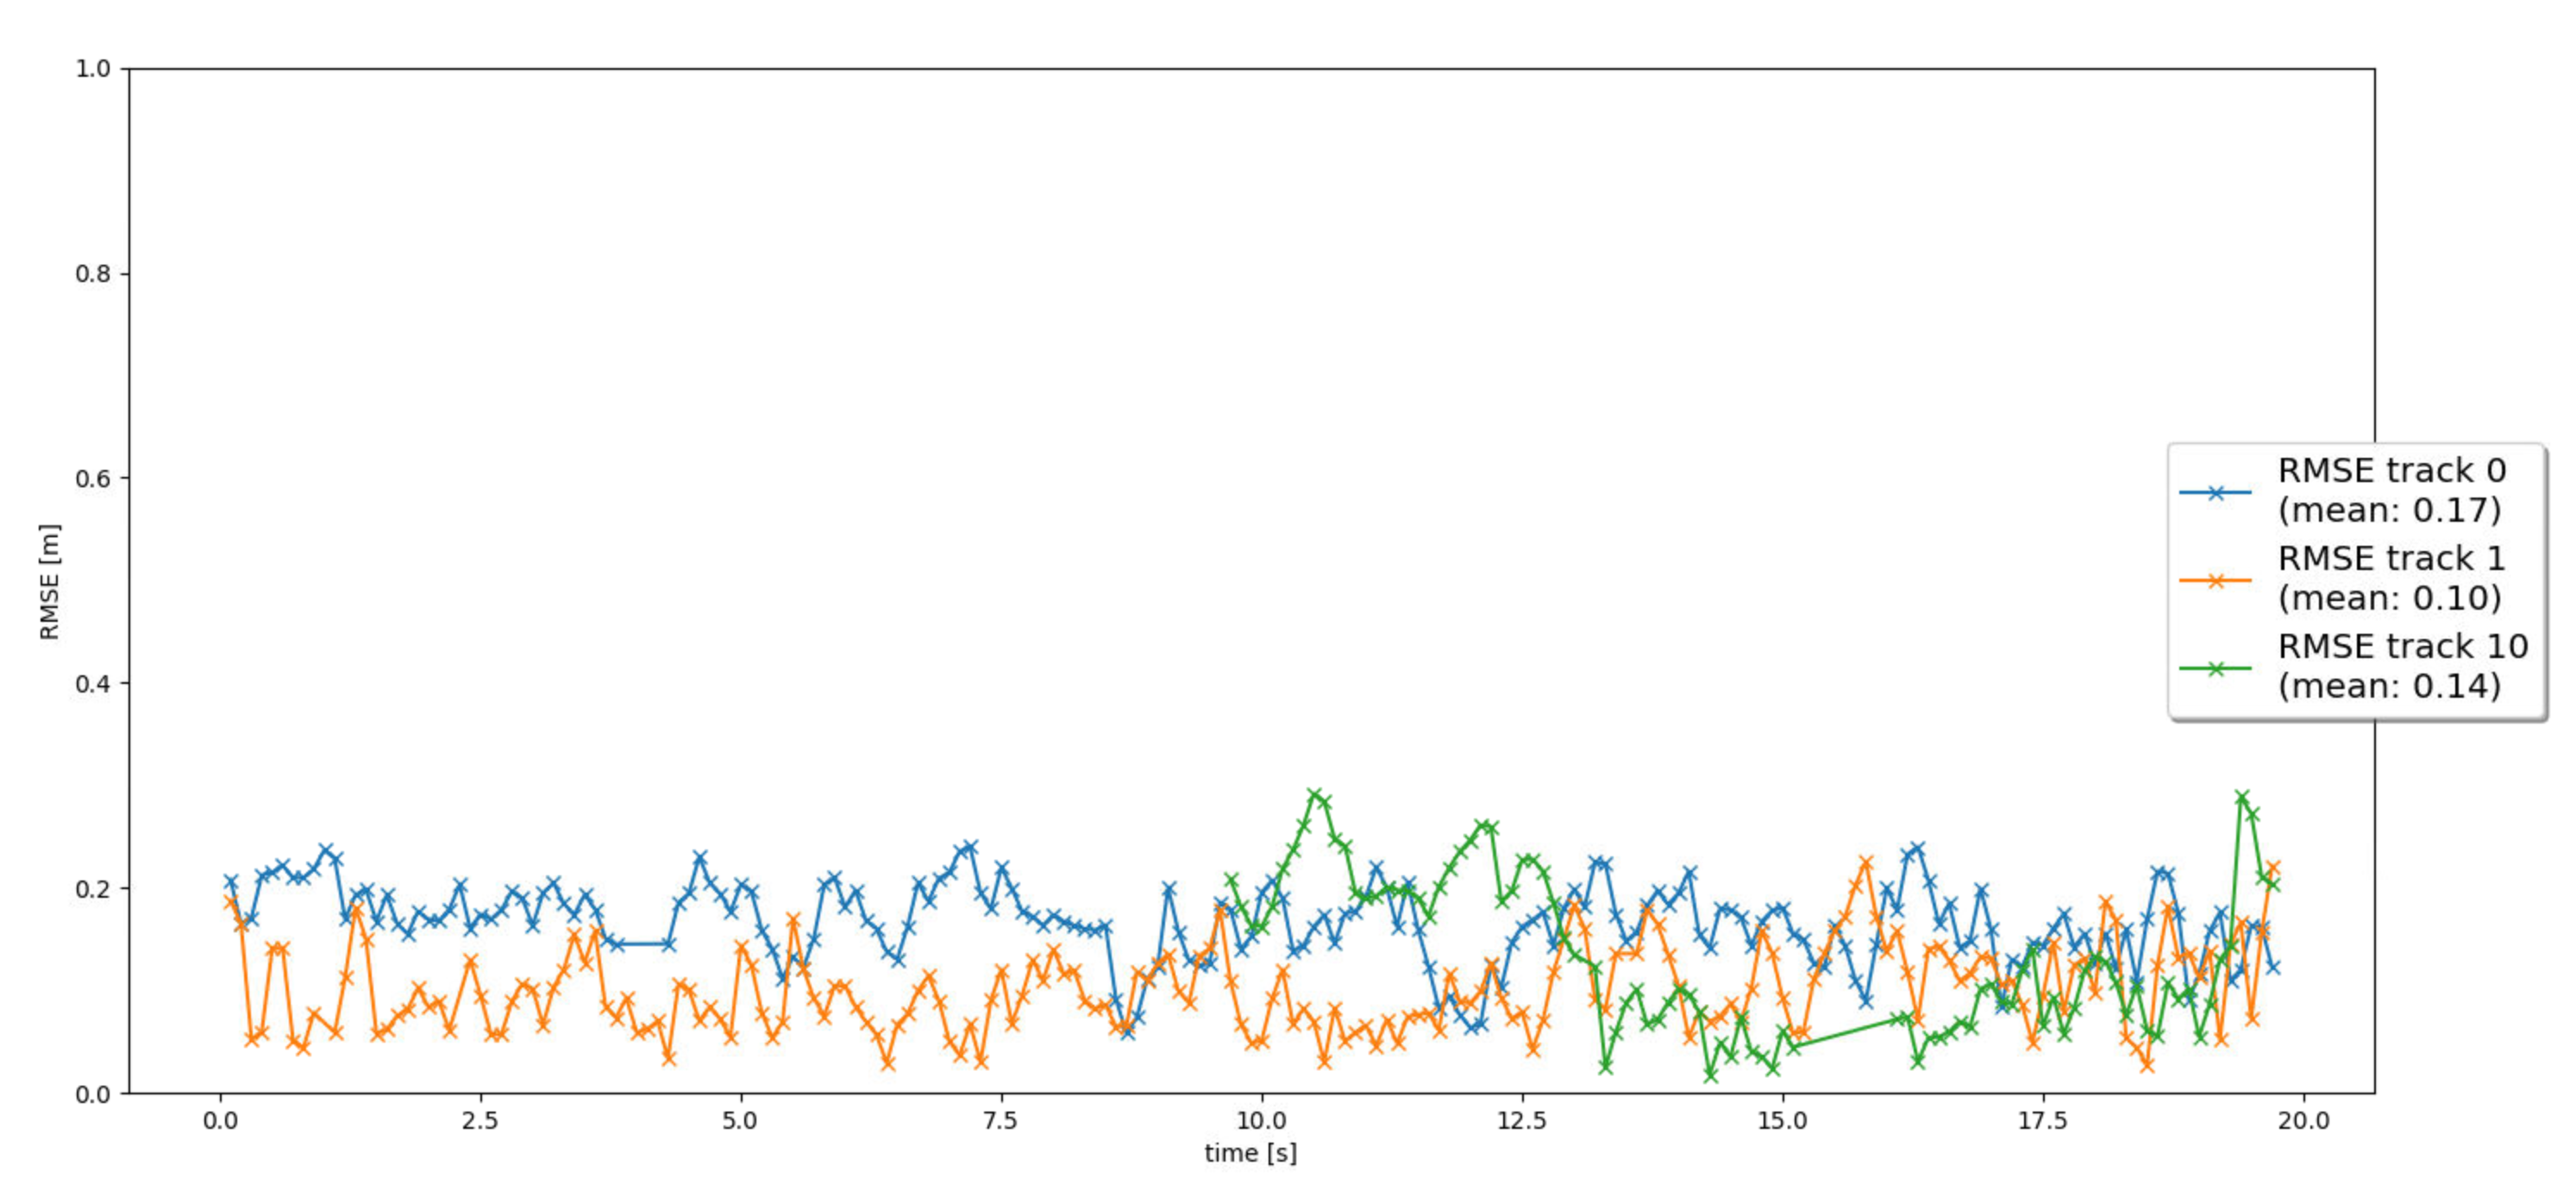 1.0
0.8
0.6
0.4
0.2
0.0
RMSE [m]
0.0 2.5 5.0 7.5 10.0 12.5 15.0 17.5 20.0
time [s]
RMSE track 0
(mean: 0.17)
RMSE track 1
(mean: 0.10)
RMSE track 10
(mean: 0.14)